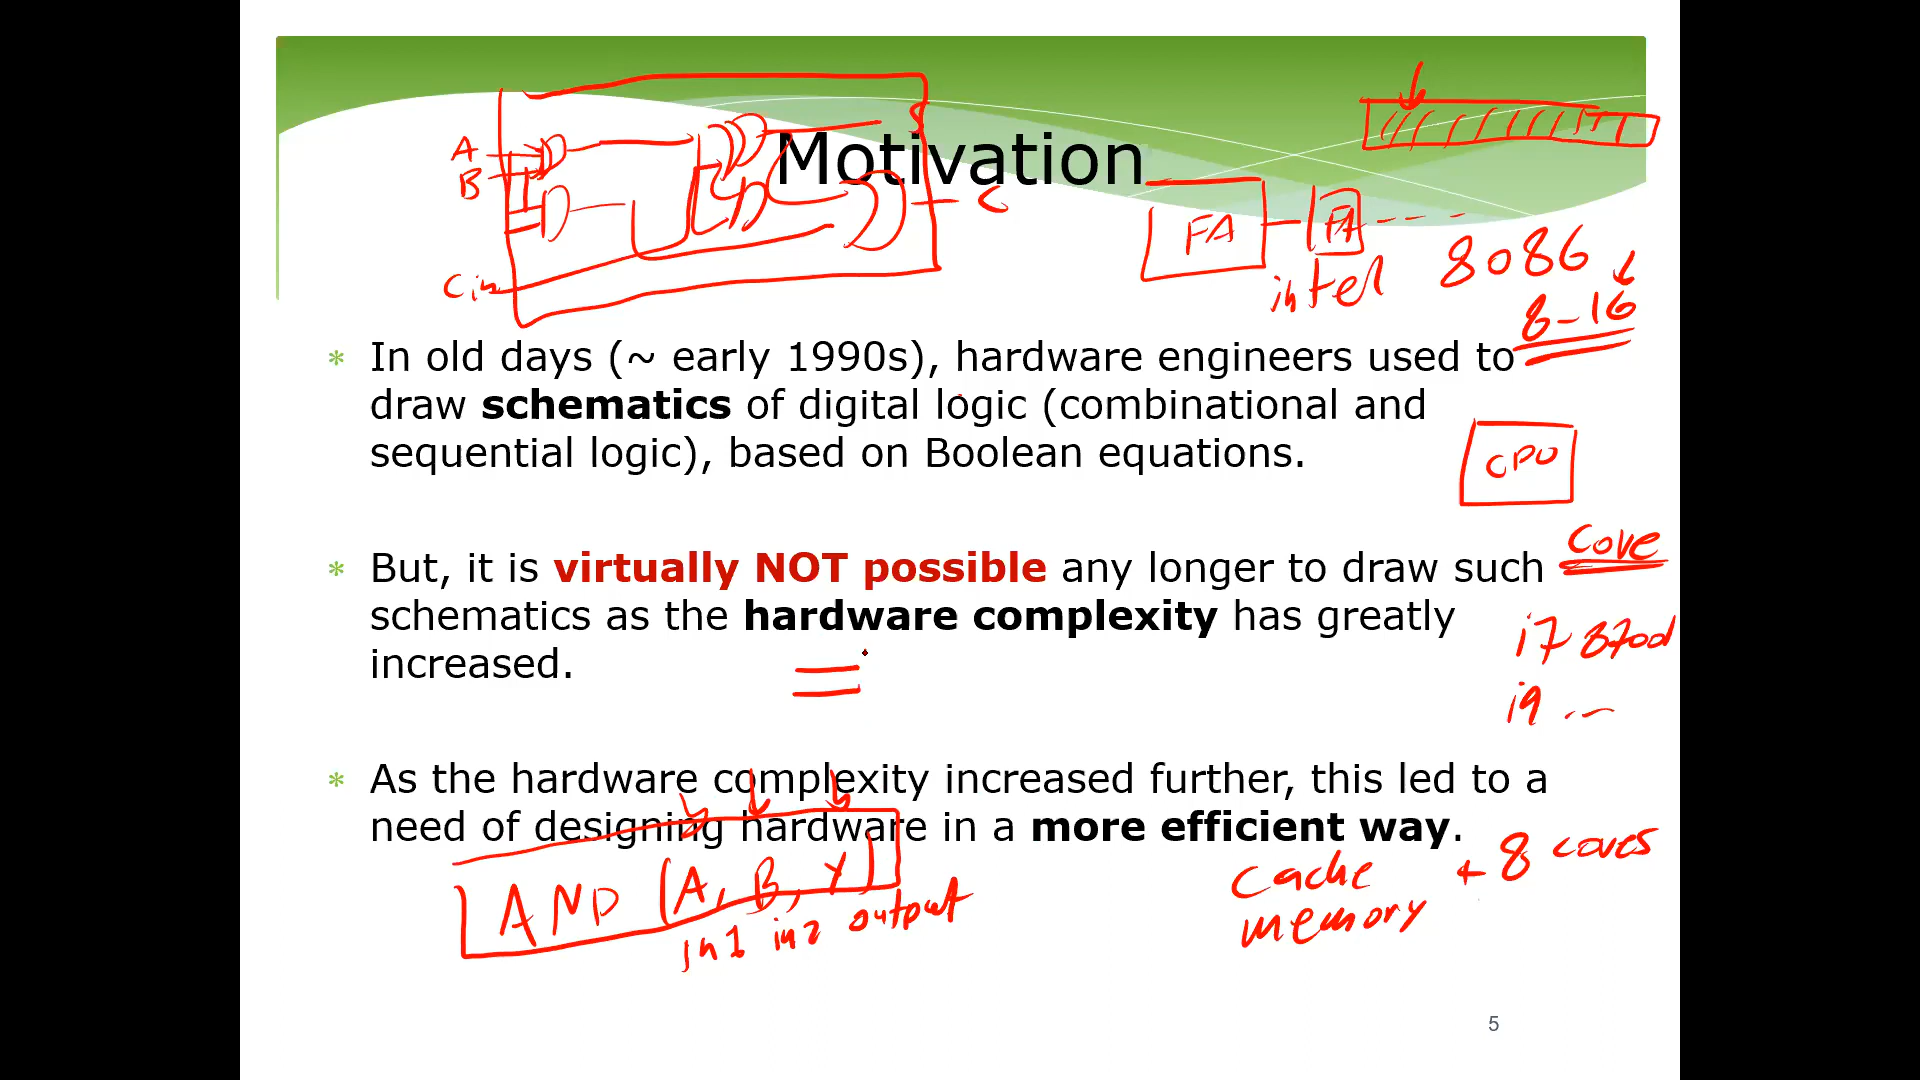 Motivation
A
B
Cin
S
C
FA
FA
intel
8086
8-16
* In old days (~ early 1990s), hardware engineers used to
draw schematics of digital logic (combinational and
sequential logic), based on Boolean equations.
CPU
* But, it is virtually NOT possible any longer to draw such
schematics as the hardware complexity has greatly
increased.
core
i7 8700
i9 --
* As the hardware complexity increased further, this led to a
need of designing hardware in a more efficient way.
AND (A, B, Y)
in1 in2 output
Cache
memory
+ 8 cores
5